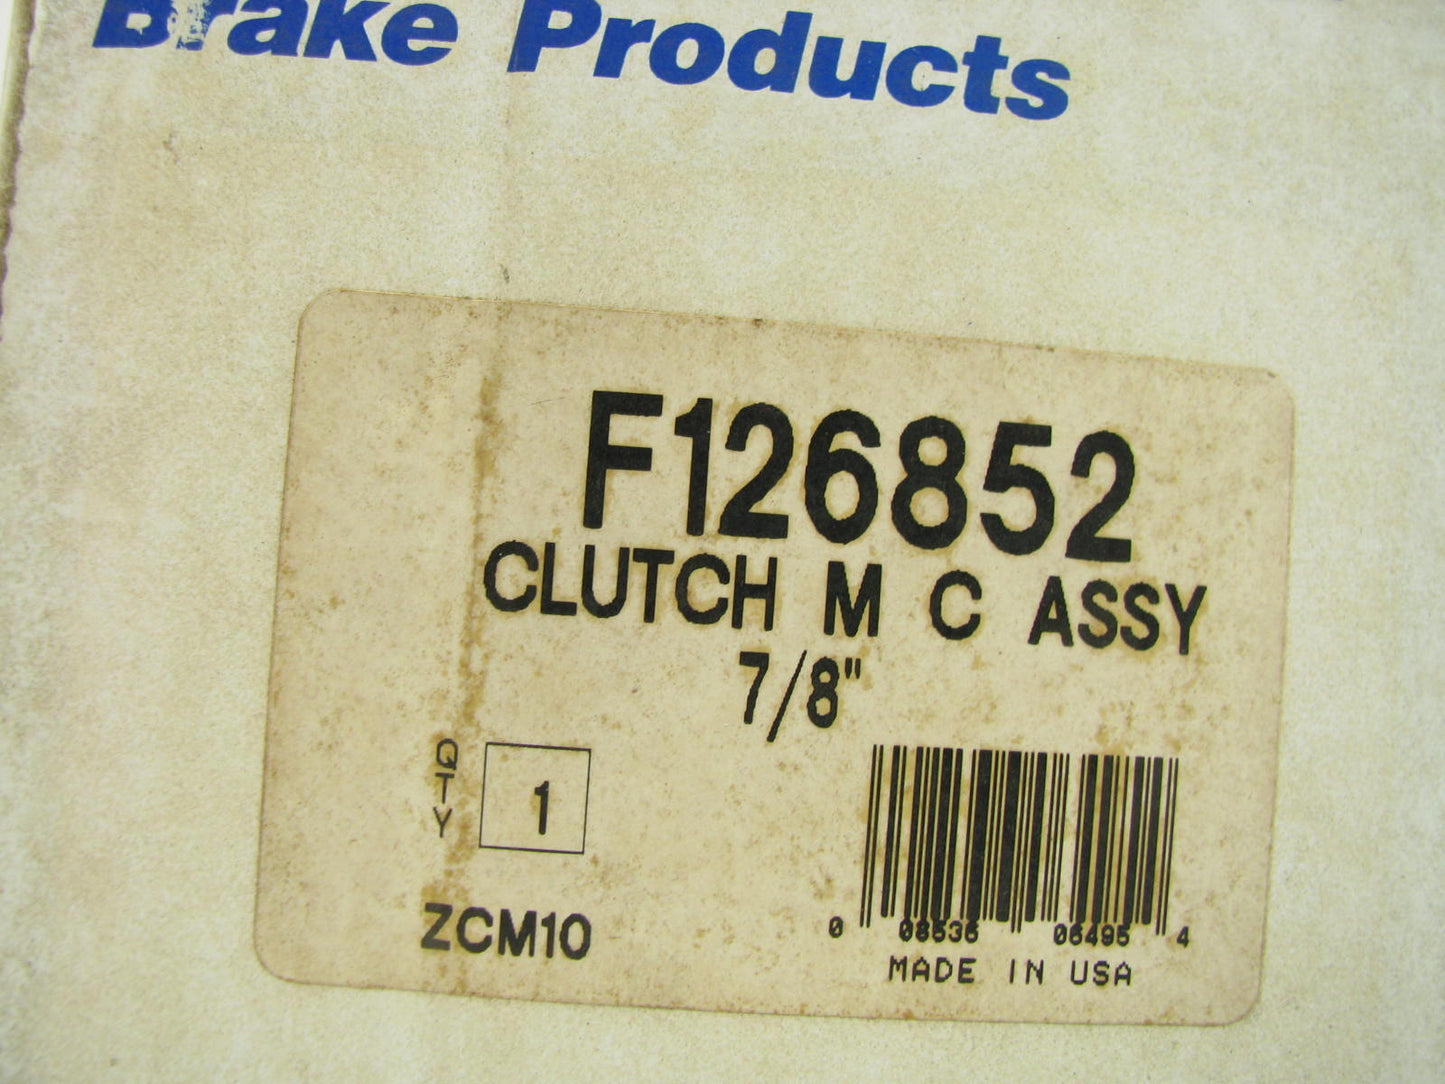 Brake Products
F126852
CLUTCH M C ASSY
7/8"
QTY
1
ZCM10
0 08536 06495 4
MADE IN USA